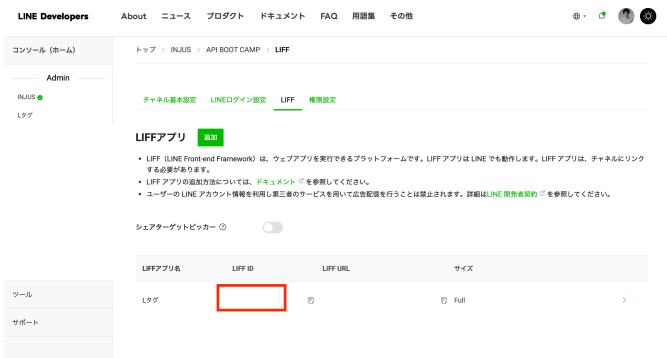 LINE Developers
About ニュース プロダクト ドキュメント FAQ 用語集 その他
コンソール（ホーム）
Admin
INJUS
Lタグ
ツール
サポート
トップ > INJUS > API BOOT CAMP > LIFF
チャネル基本設定 LINEログイン設定 LIFF 権限設定
LIFFアプリ 追加
• LIFF（LINE Front-end Framework）は、ウェブアプリを実行できるプラットフォームです。LIFF アプリは LINE でも動作します。LIFF アプリは、チャネルにリンク
する必要があります。
• LIFF アプリの追加方法については、ドキュメント を参照してください。
• ユーザーの LINE アカウント情報を利用し第三者のサービスを用いて広告配信を行うことは禁止されます。詳細はLINE 開発者契約 を参照してください。
シェアターゲットピッカー
LIFFアプリ名 LIFF ID LIFF URL サイズ
Lタグ Full